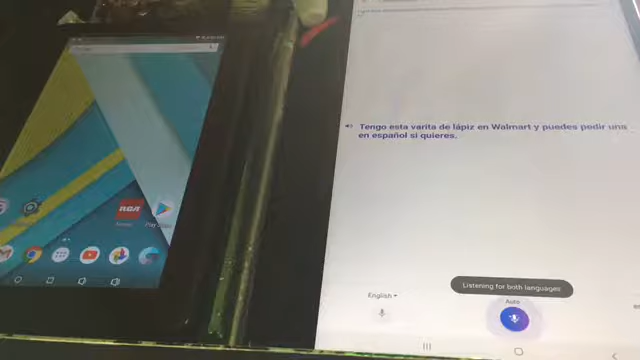 RCA
Tengo esta varita de lápiz en Walmart y puedes pedir una
en español si quieres.
Listening for both languages
English
Auto